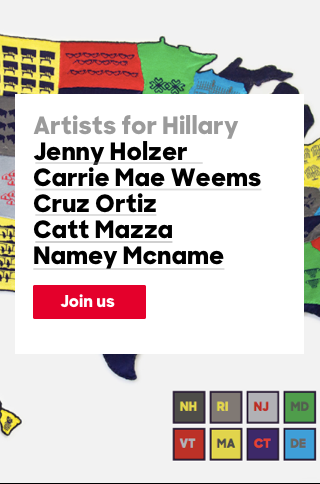 Artists for Hillary
Jenny Holzer
Carrie Mae Weems
Cruz Ortiz
Catt Mazza
Namey Mcname
Join us
NH RI NJ MD
VT MA CT DE